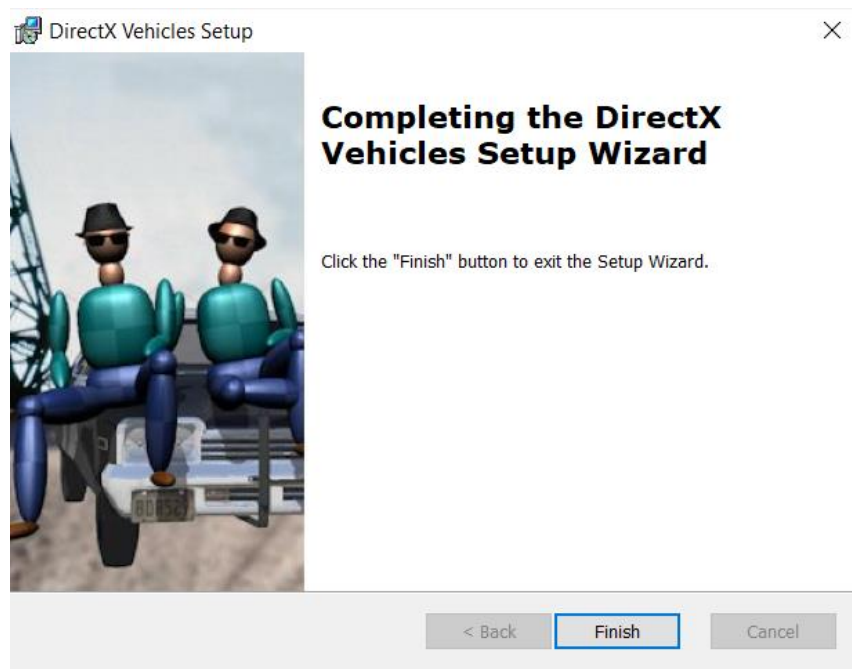 DirectX Vehicles Setup
Completing the DirectX
Vehicles Setup Wizard
Click the "Finish" button to exit the Setup Wizard.
< Back
Finish
Cancel